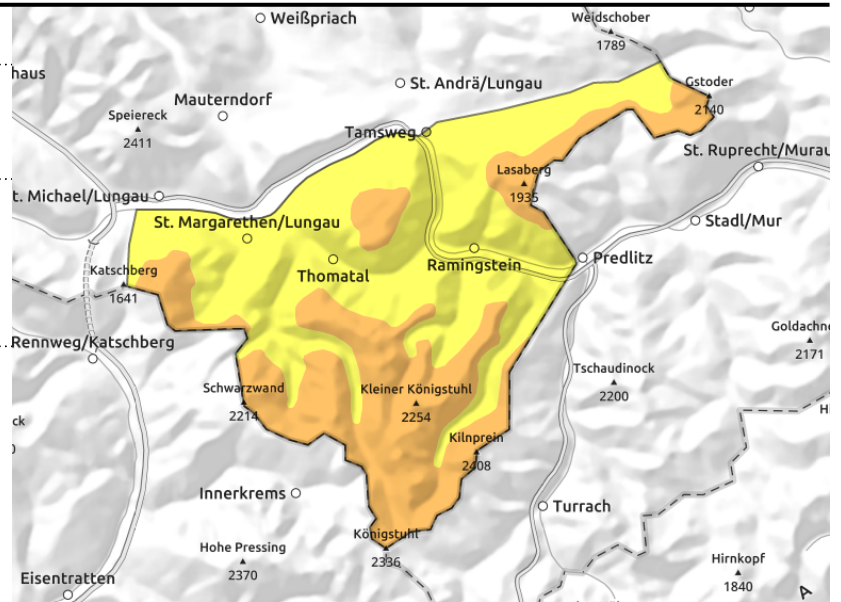 Weißpriach
Weidschober
1789
haus
St. Andrä/Lungau
Gstoder
2140
Mauterndorf
Speiereck
2411
Tamsweg
St. Ruprecht/Murau
Lasaberg
1935
t. Michael/Lungau
St. Margarethen/Lungau
Stadl/Mur
Katschberg
1641
Thomatal
Ramingstein
Predlitz
Rennweg/Katschberg
Goldachn
2171
Schwarzwand
2214
Kleiner Königstuhl
2254
Tschaudinock
2200
H
ck
Kilnprein
2408
Innerkrems
Turrach
Königstuhl
2336
Hohe Pressing
2370
Hirnkopf
1840
Eisentratten
A